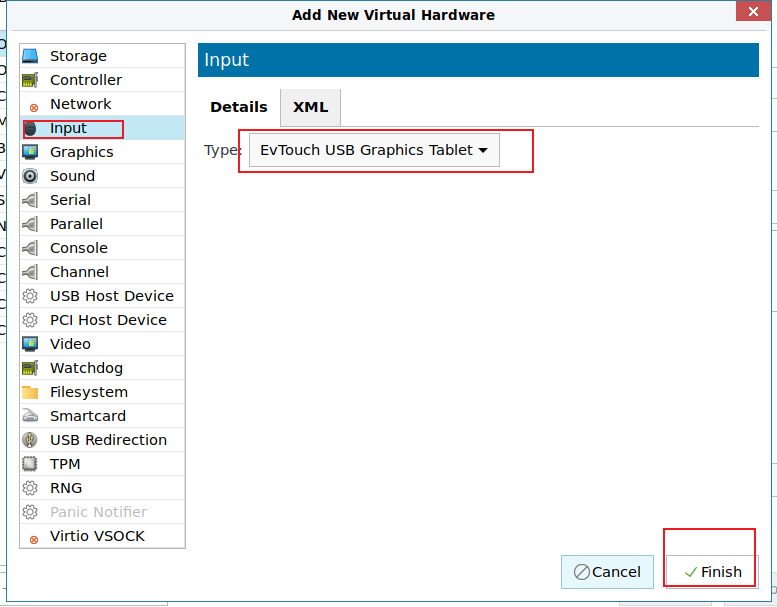 Add New Virtual Hardware
Storage
Controller
Network
Input
Graphics
Sound
Serial
Parallel
Console
Channel
USB Host Device
PCI Host Device
Video
Watchdog
Filesystem
Smartcard
USB Redirection
TPM
RNG
Panic Notifier
Virtio VSOCK
Input
Details XML
Type: EvTouch USB Graphics Tablet
Cancel Finish